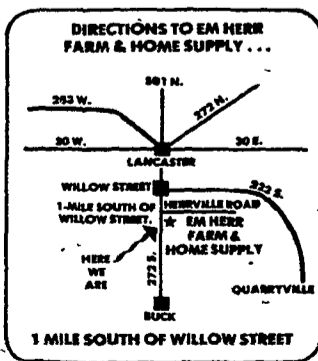 DIRECTIONS TO EM HERR
FARM & HOME SUPPLY...
501 N.
283 W.
272 N.
30 W.
30 E.
LANCASTER
WILLOW STREET
222 S.
1-MILE SOUTH OF
WILLOW STREET.
HERRVILLE ROAD
★ EM HERR
FARM &
HOME SUPPLY
HERE
WE
ARE
272 S.
QUARRYVILLE
BUCK
1 MILE SOUTH OF WILLOW STREET